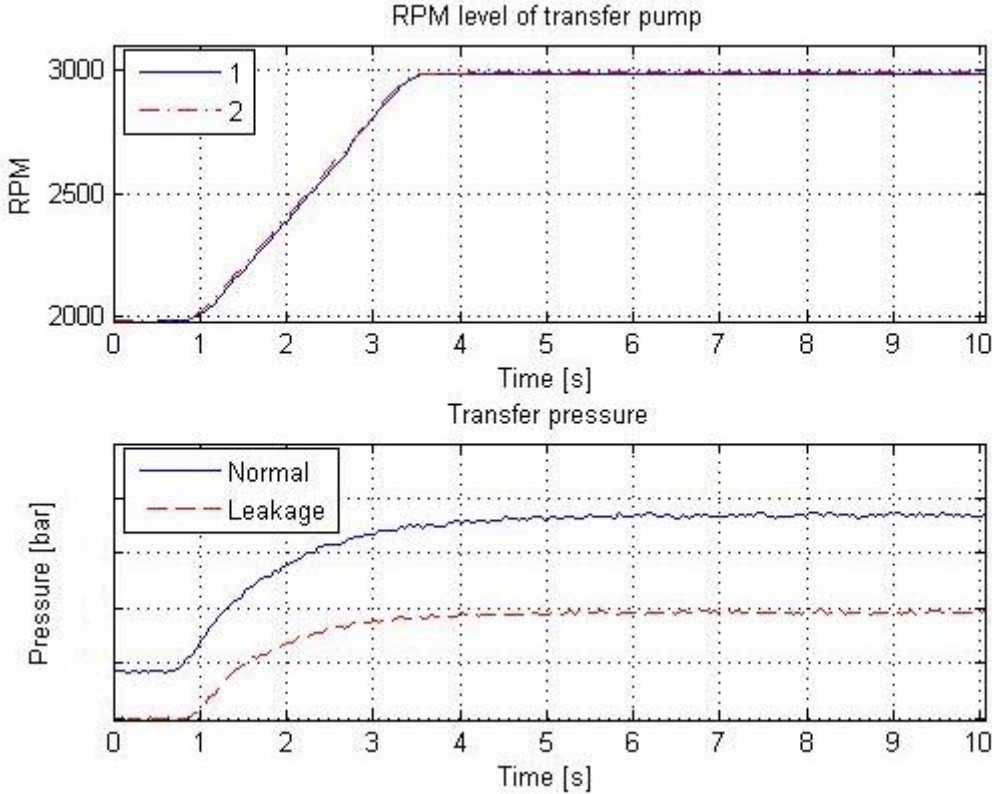 RPM level of transfer pump
3000
2500
2000
RPM
1
2
0 1 2 3 4 5 6 7 8 9 10
Time [s]
Transfer pressure
Pressure [bar]
Normal
Leakage
0 1 2 3 4 5 6 7 8 9 10
Time [s]